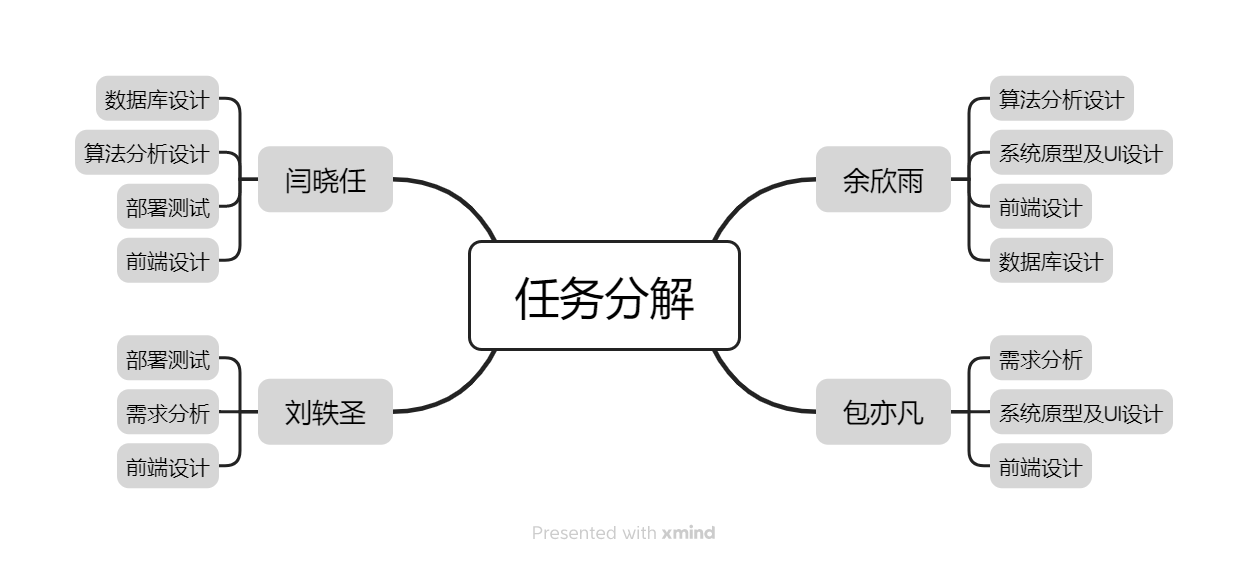 任务分解
余欣雨
算法分析设计
系统原型及UI设计
前端设计
数据库设计
包亦凡
需求分析
系统原型及UI设计
前端设计
闫晓任
数据库设计
算法分析设计
部署测试
前端设计
刘轶圣
部署测试
需求分析
前端设计
Presented with xmind